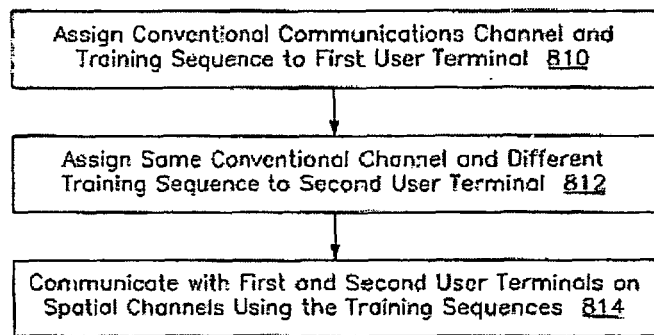 Assign Conventional Communications Channel and
Training Sequence to First User Terminal 810
Assign Same Conventional Channel and Different
Training Sequence to Second User Terminal 812
Communicate with First and Second User Terminals on
Spatial Channels Using the Training Sequences 814